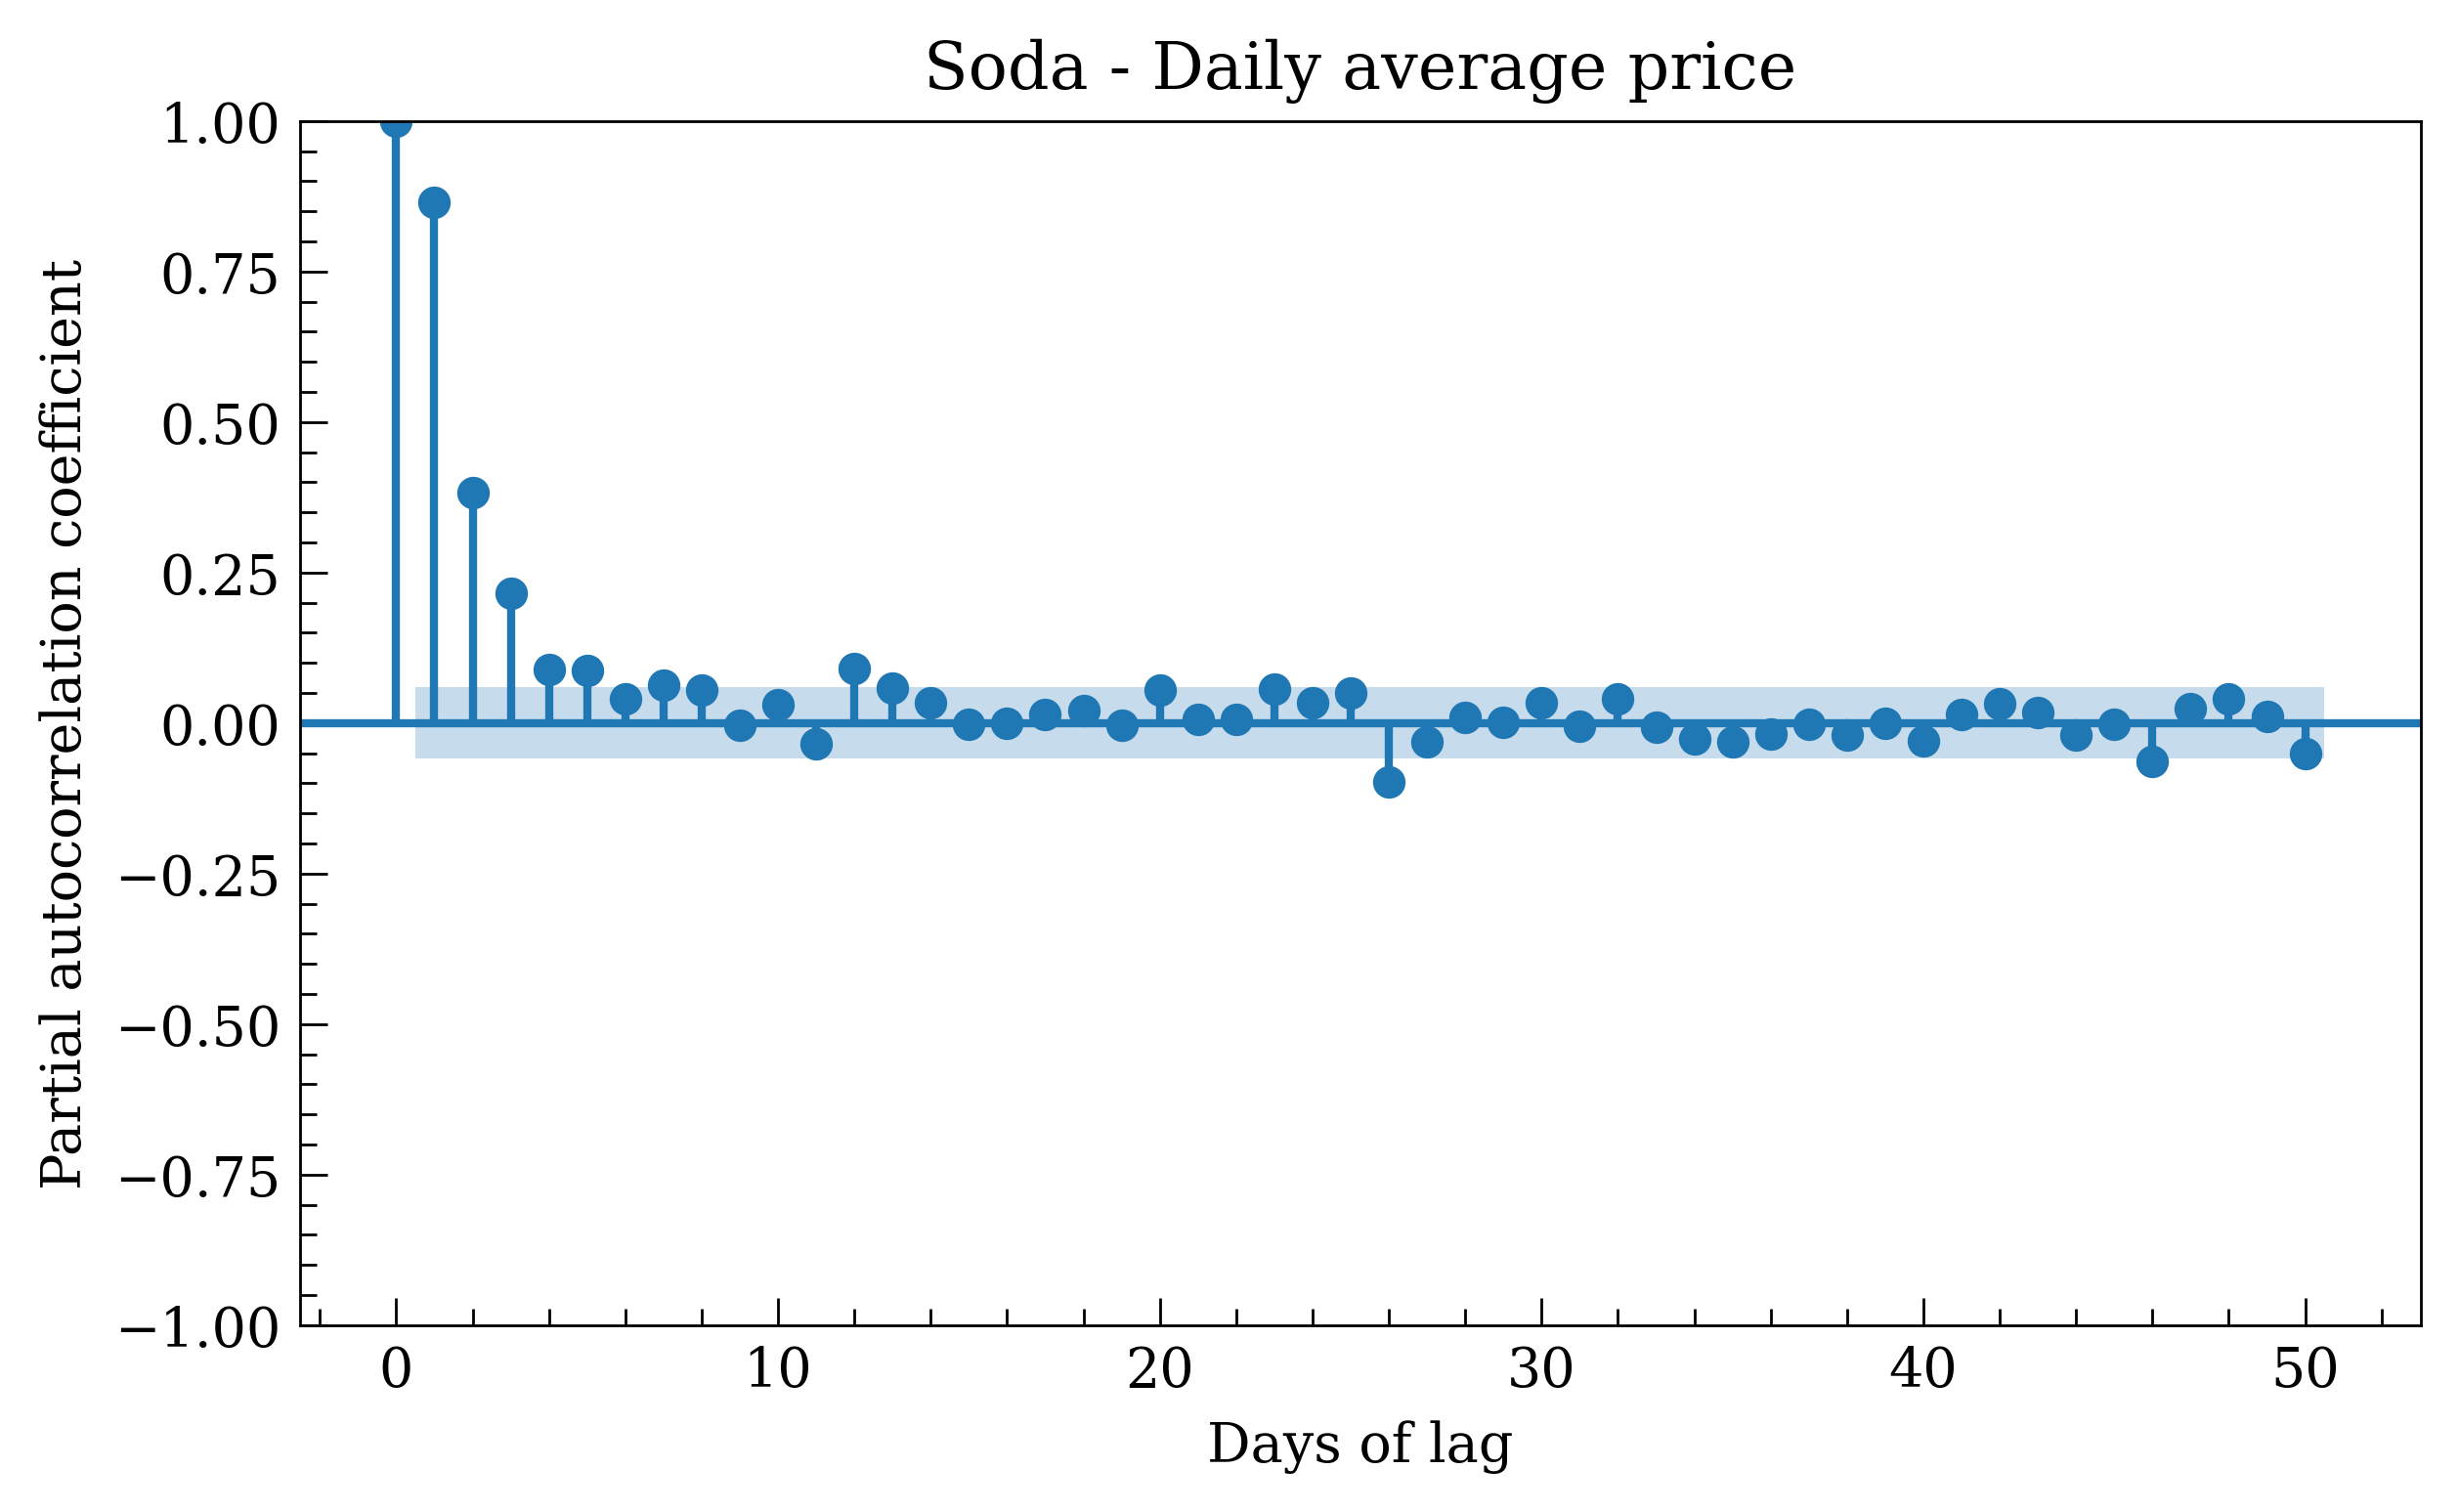 Soda - Daily average price
Partial autocorrelation coefficient
1.00
0.75
0.50
0.25
0.00
−0.25
−0.50
−0.75
−1.00
0 10 20 30 40 50
Days of lag